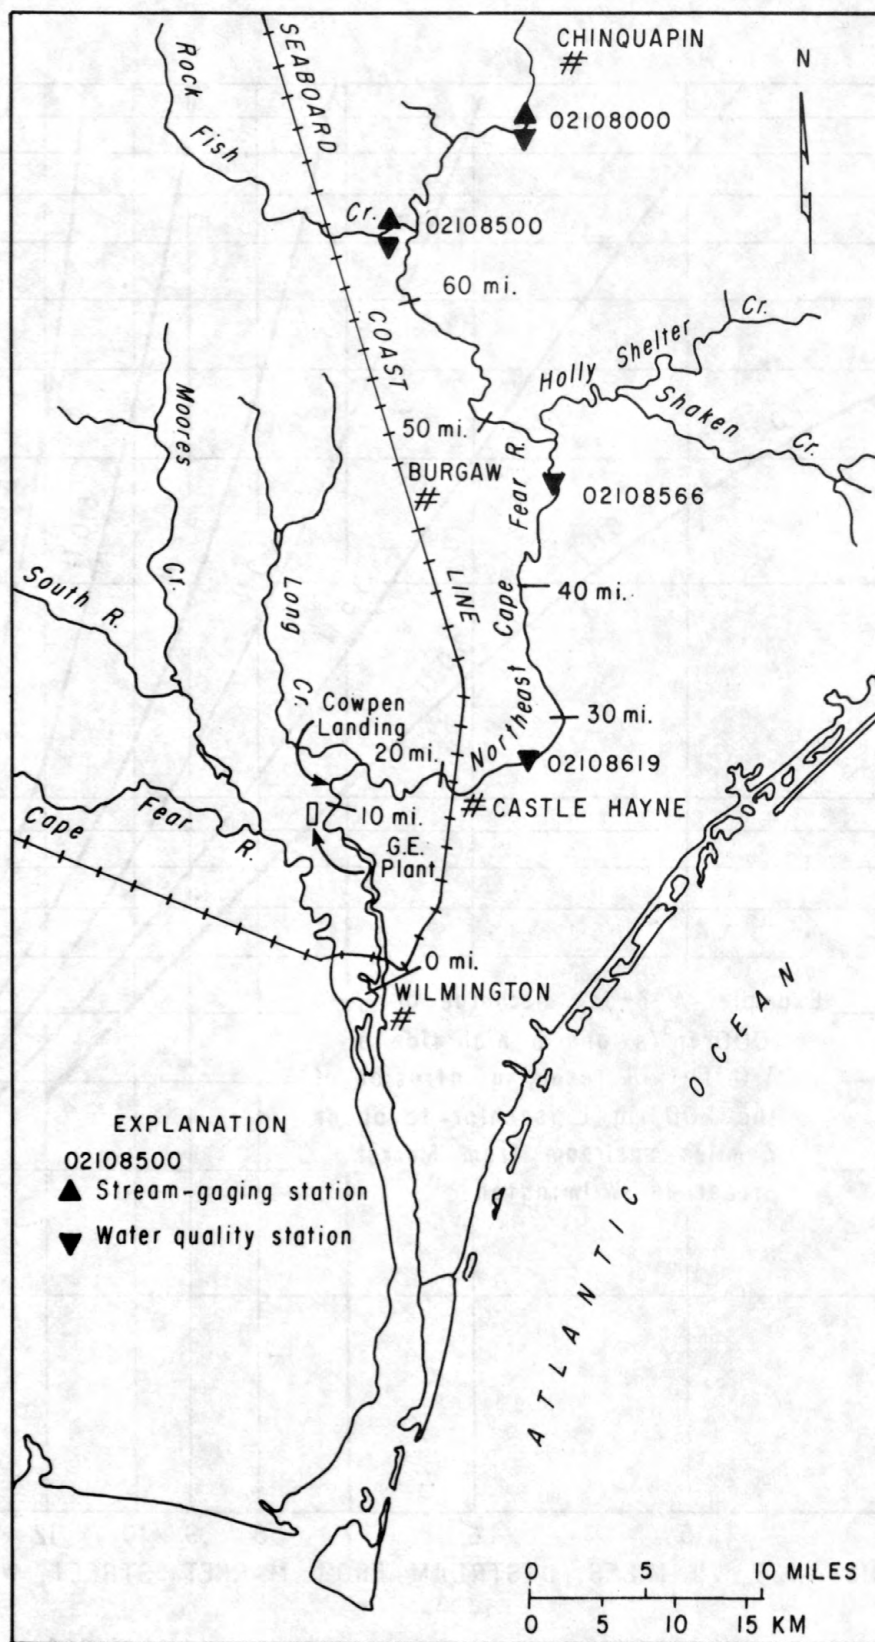 CHINQUAPIN
#
N
Rock Fish Cr.
SEABOARD COAST LINE
02108000
02108500
60 mi.
Holly Shelter Cr.
Shaken Cr.
Moores Cr.
50 mi.
BURGAW
#
02108566
Northeast Cape Fear R.
South R.
Long Cr.
40 mi.
Cowpen
Landing
30 mi.
20 mi.
02108619
# CASTLE HAYNE
Cape Fear R.
10 mi.
G.E.
Plant
0 mi.
WILMINGTON
#
ATLANTIC OCEAN
EXPLANATION
02108500
▲ Stream-gaging station
▼ Water quality station
0 5 10 MILES
0 5 10 15 KM